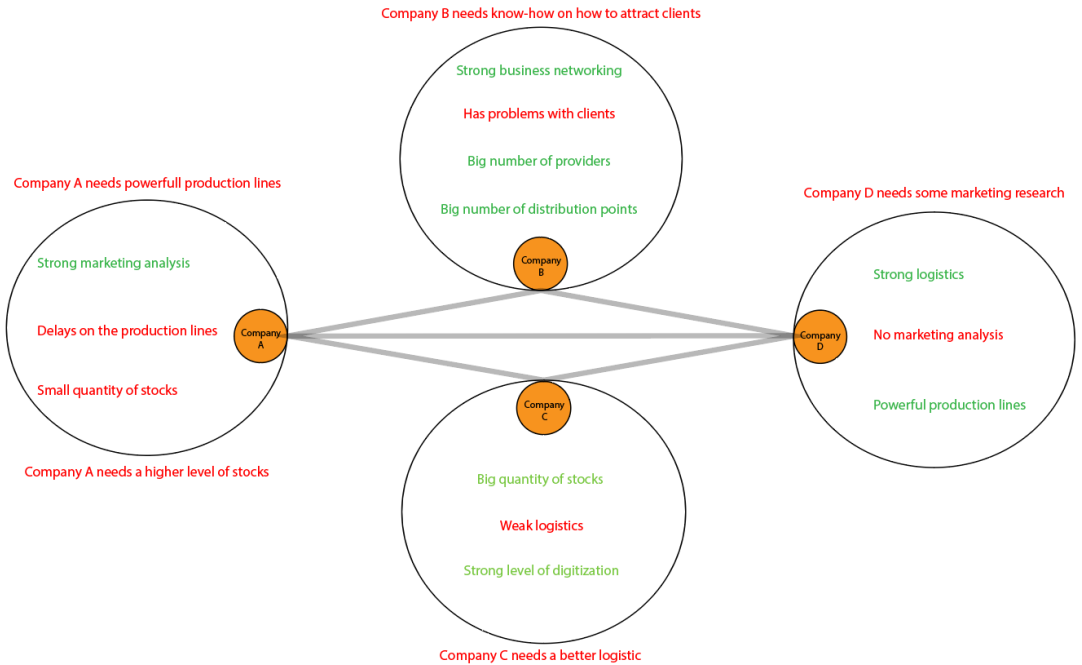 Company B needs know-how on how to attract clients
Strong business networking
Has problems with clients
Big number of providers
Big number of distribution points
Company
B
Company A needs powerfull production lines
Strong marketing analysis
Delays on the production lines
Small quantity of stocks
Company
A
Company A needs a higher level of stocks
Company D needs some marketing research
Strong logistics
No marketing analysis
Powerful production lines
Company
D
Company
C
Big quantity of stocks
Weak logistics
Strong level of digitization
Company C needs a better logistic